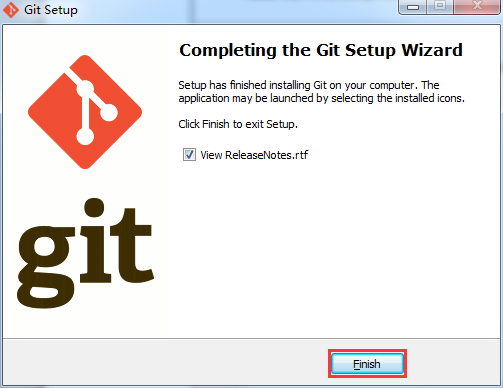 Git Setup
Completing the Git Setup Wizard
Setup has finished installing Git on your computer. The
application may be launched by selecting the installed icons.
Click Finish to exit Setup.
View ReleaseNotes.rtf
git
Finish